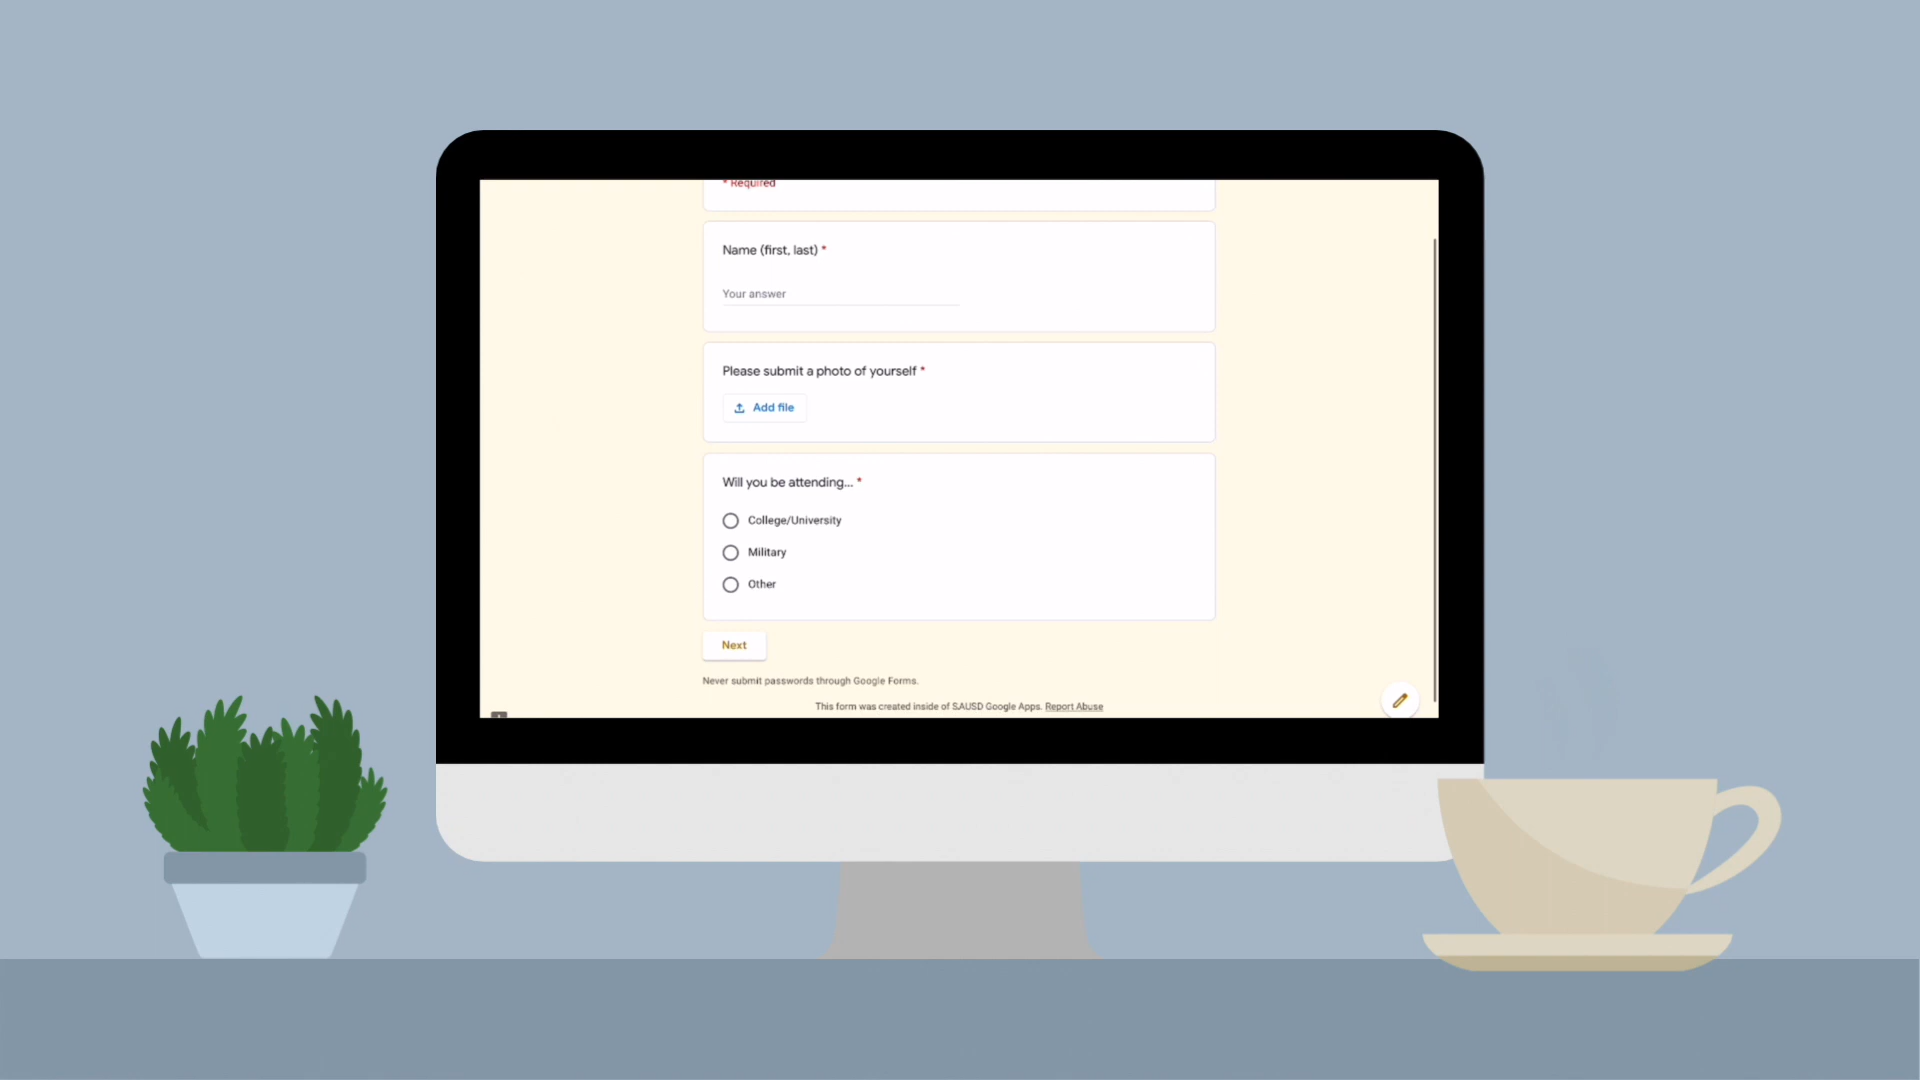 * Required
Name (first, last) *
Your answer
Please submit a photo of yourself *
Add file
Will you be attending... *
College/University
Military
Other
Next
Never submit passwords through Google Forms.
This form was created inside of SAUSD Google Apps. Report Abuse